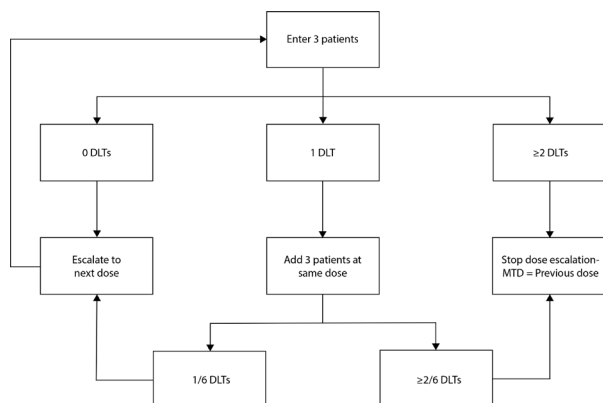 Enter 3 patients
0 DLTs
1 DLT
≥2 DLTs
Escalate to
next dose
Add 3 patients at
same dose
Stop dose escalation-
MTD = Previous dose
1/6 DLTs
≥2/6 DLTs